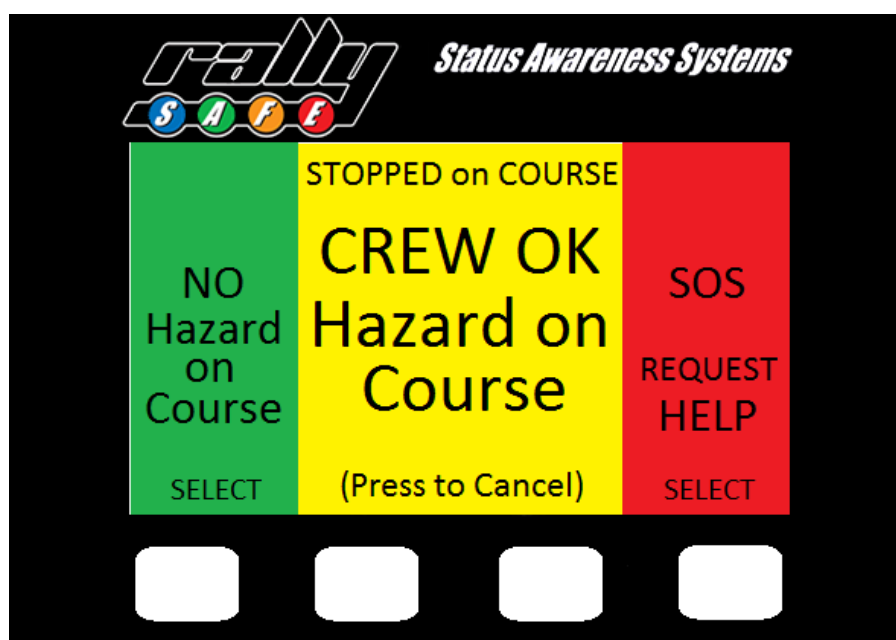 rally
SAFE
Status Awareness Systems
NO
Hazard
on
Course
SELECT
STOPPED on COURSE
CREW OK
Hazard on
Course
(Press to Cancel)
SOS
REQUEST
HELP
SELECT